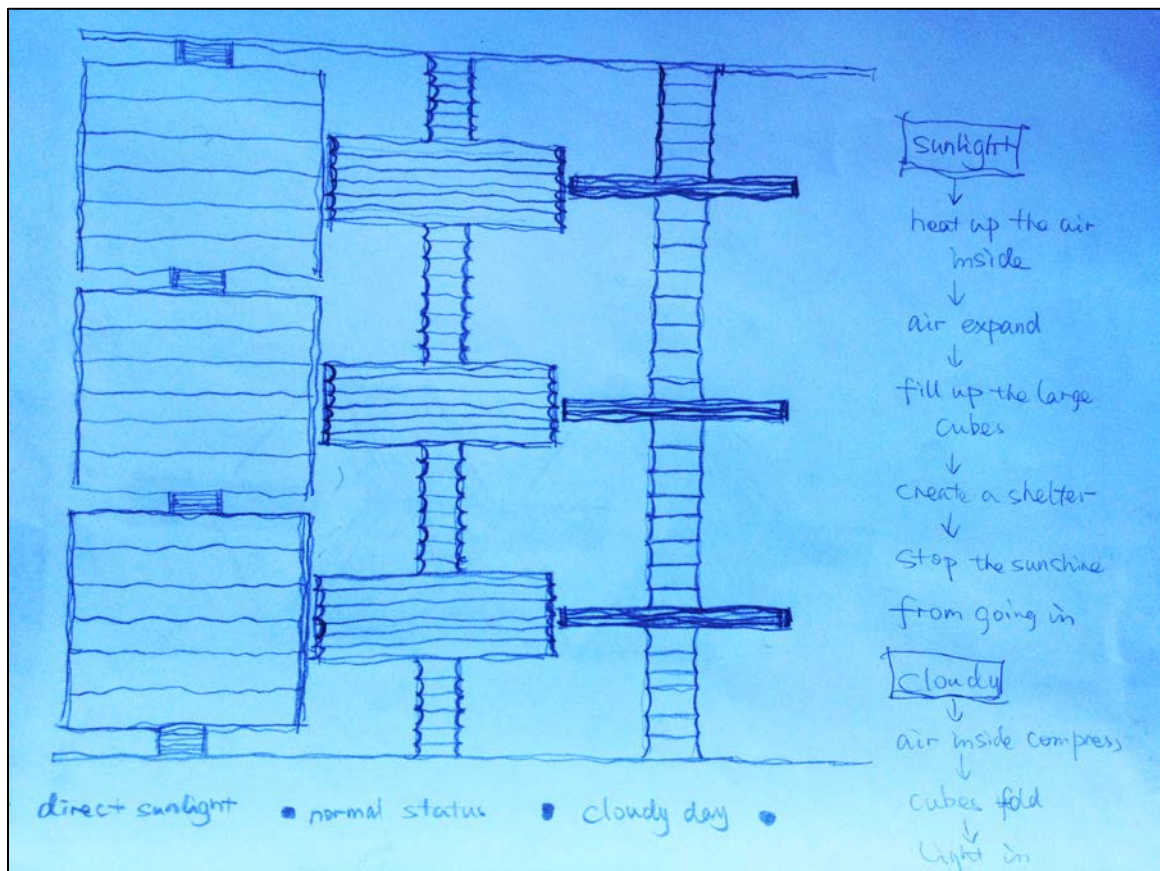 sunlight
heat up the air
inside
air expand
fill up the large
cubes
create a shelter
stop the sunshine
from going in
cloudy
air inside compress
cubes fold
light in
direct sunlight • normal status • cloudy day •